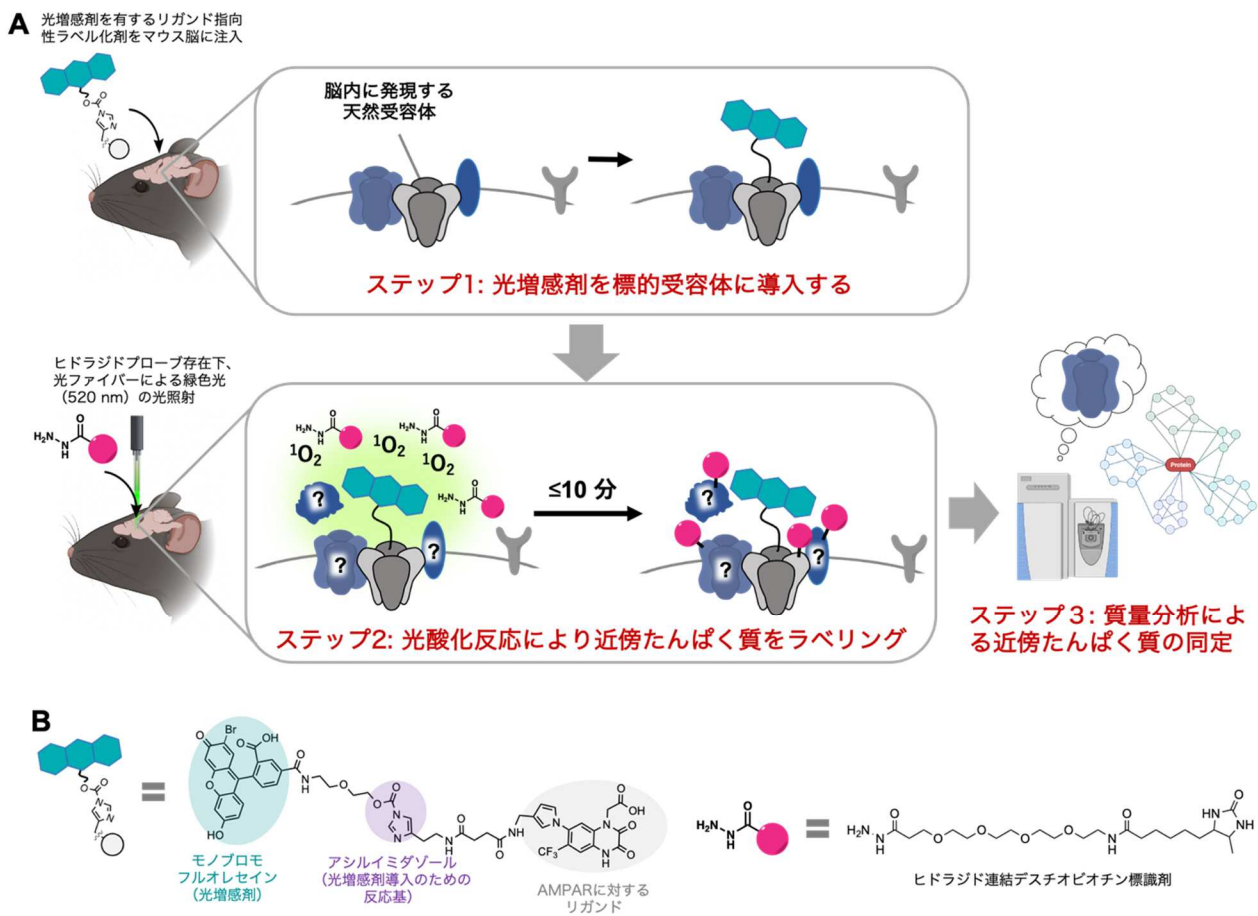 A
光増感剤を有するリガンド指向
性ラベル化剤をマウス脳に注入
脳内に発現する
天然受容体
ステップ1: 光増感剤を標的受容体に導入する
ヒドラジドプローブ存在下、
光ファイバーによる緑色光
(520 nm)の光照射
≤10 分
ステップ2: 光酸化反応により近傍たんぱく質をラベリング
Protein
ステップ3: 質量分析によ
る近傍たんぱく質の同定
B
モノブロモ
フルオレセイン
(光増感剤)
アシルイミダゾール
(光増感剤導入のための
反応基)
AMPARに対する
リガンド
ヒドラジド連結デスチオビオチン標識剤